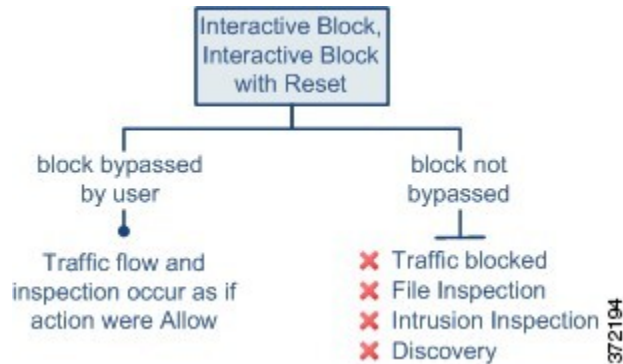 Interactive Block,
Interactive Block
with Reset
block bypassed
by user
block not
bypassed
Traffic flow and
inspection occur as if
action were Allow
Traffic blocked
File Inspection
Intrusion Inspection
Discovery
372194